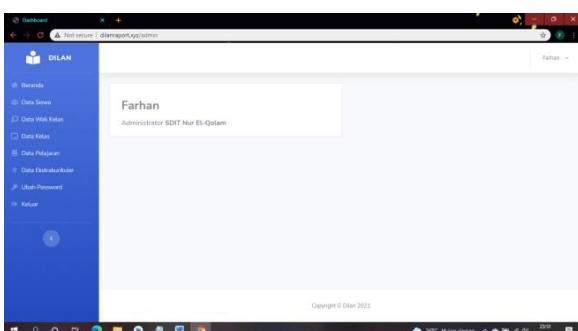 Dashboard
Not secure | dilanraport.xyz/admin
DILAN
Farhan
Beranda
Data Siswa
Data Wali Kelas
Data Kelas
Data Pelajaran
Data Ekstrakurikuler
Ubah Password
Keluar
Farhan
Administrator SDIT Nur El-Qolam
Copyright © Dilan 2021